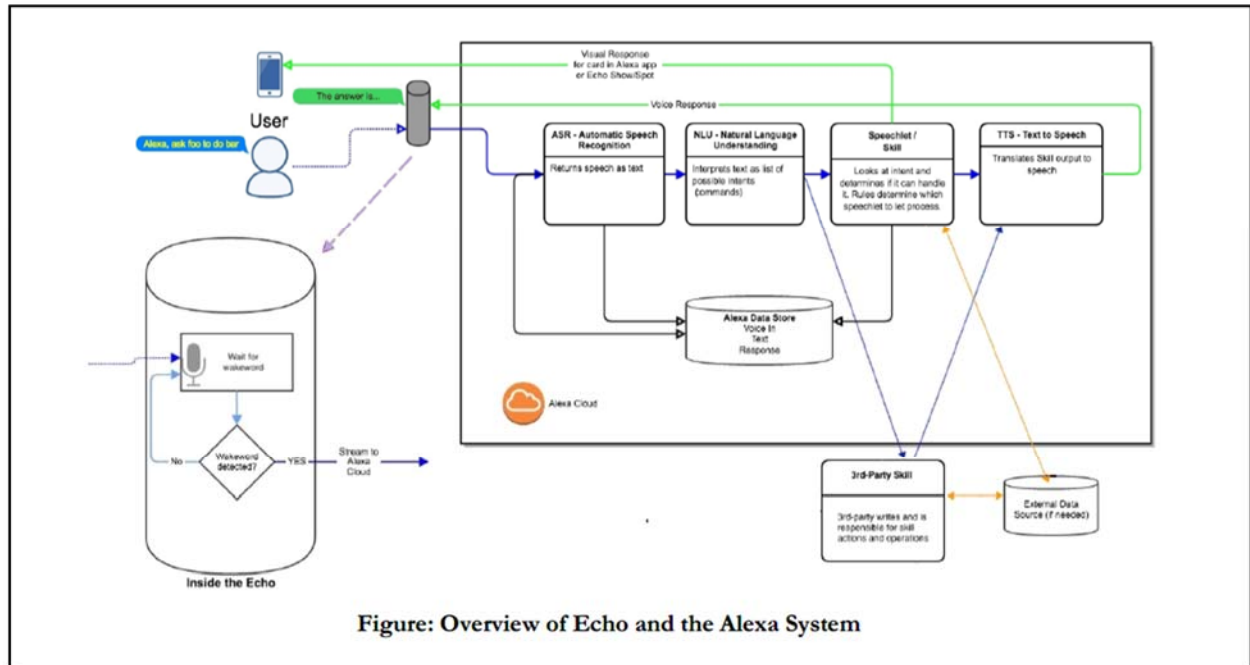 Visual Response
for card in Alexa app
or Echo Show/Spot
The answer is...
Voice Response
User
Alexa, ask foo to do bar
ASR - Automatic Speech
Recognition
Returns speech as text
NLU - Natural Language
Understanding
Interprets text as list of
possible intents
(commands)
Speechlet /
Skill
Looks at intent and
determines if it can handle
it. Rules determine which
speechlet to let process.
TTS - Text to Speech
Translates Skill output to
speech
Alexa Data Store
Voice In
Text
Response
Alexa Cloud
Wait for
wakeword
Wakeword
detected?
No
YES
Stream to
Alexa
Cloud
Inside the Echo
3rd-Party Skill
3rd-party writes and is
responsible for skill
actions and operations
External Data
Source (if needed)
Figure: Overview of Echo and the Alexa System